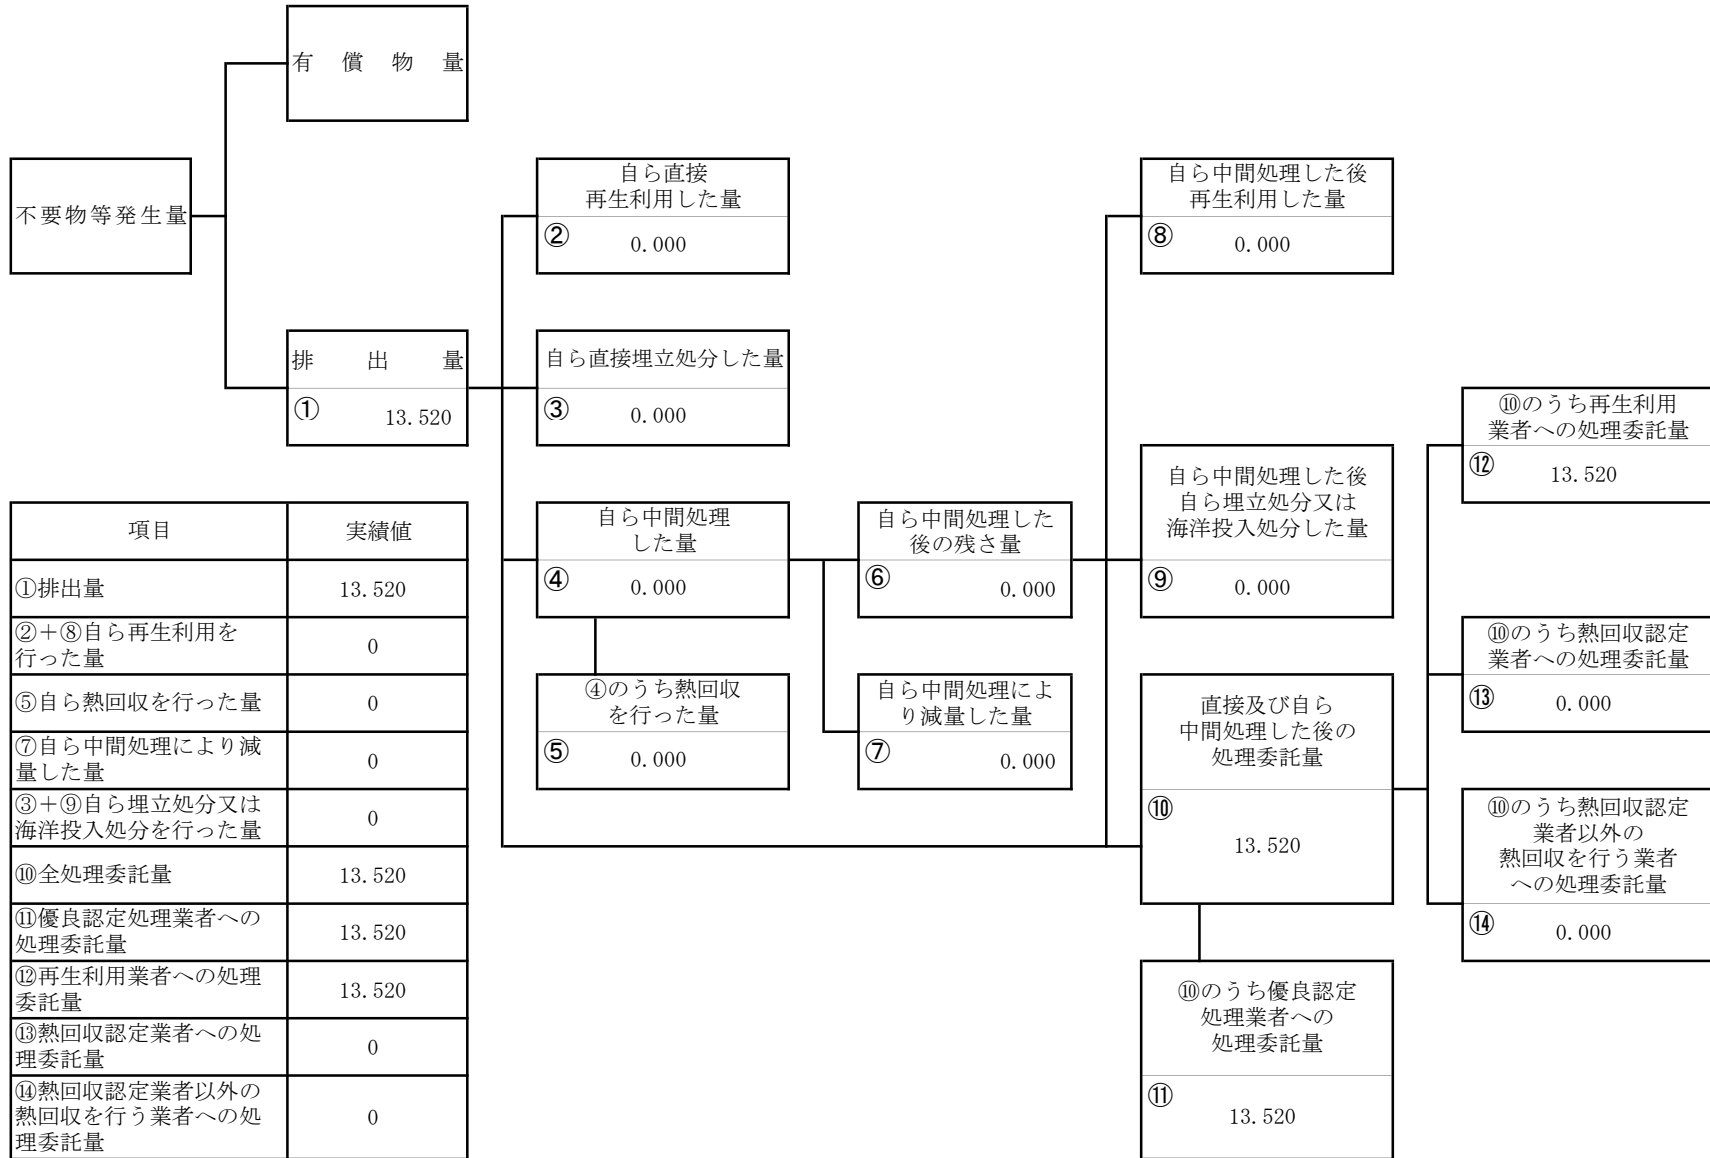 有償物量
不要物等発生量
排出量
① 13.520
自ら直接
再生利用した量
② 0.000
自ら直接埋立処分した量
③ 0.000
自ら中間処理
した量
④ 0.000
④のうち熱回収
を行った量
⑤ 0.000
自ら中間処理した
後の残さ量
⑥ 0.000
自ら中間処理によ
り減量した量
⑦ 0.000
自ら中間処理した後
再生利用した量
⑧ 0.000
自ら中間処理した後
自ら埋立処分又は
海洋投入処分した量
⑨ 0.000
直接及び自ら
中間処理した後の
処理委託量
⑩
13.520
⑩のうち優良認定
処理業者への
処理委託量
⑪
13.520
⑩のうち再生利用
業者への処理委託量
⑫ 13.520
⑩のうち熱回収認定
業者への処理委託量
⑬ 0.000
⑩のうち熱回収認定
業者以外の
熱回収を行う業者
への処理委託量
⑭ 0.000
項目 実績値
①排出量 13.520
②＋⑧自ら再生利用を
行った量 0
⑤自ら熱回収を行った量 0
⑦自ら中間処理により減
量した量 0
③＋⑨自ら埋立処分又は
海洋投入処分を行った量 0
⑩全処理委託量 13.520
⑪優良認定処理業者への
処理委託量 13.520
⑫再生利用業者への処理
委託量 13.520
⑬熱回収認定業者への処
理委託量 0
⑭熱回収認定業者以外の
熱回収を行う業者への処
理委託量 0